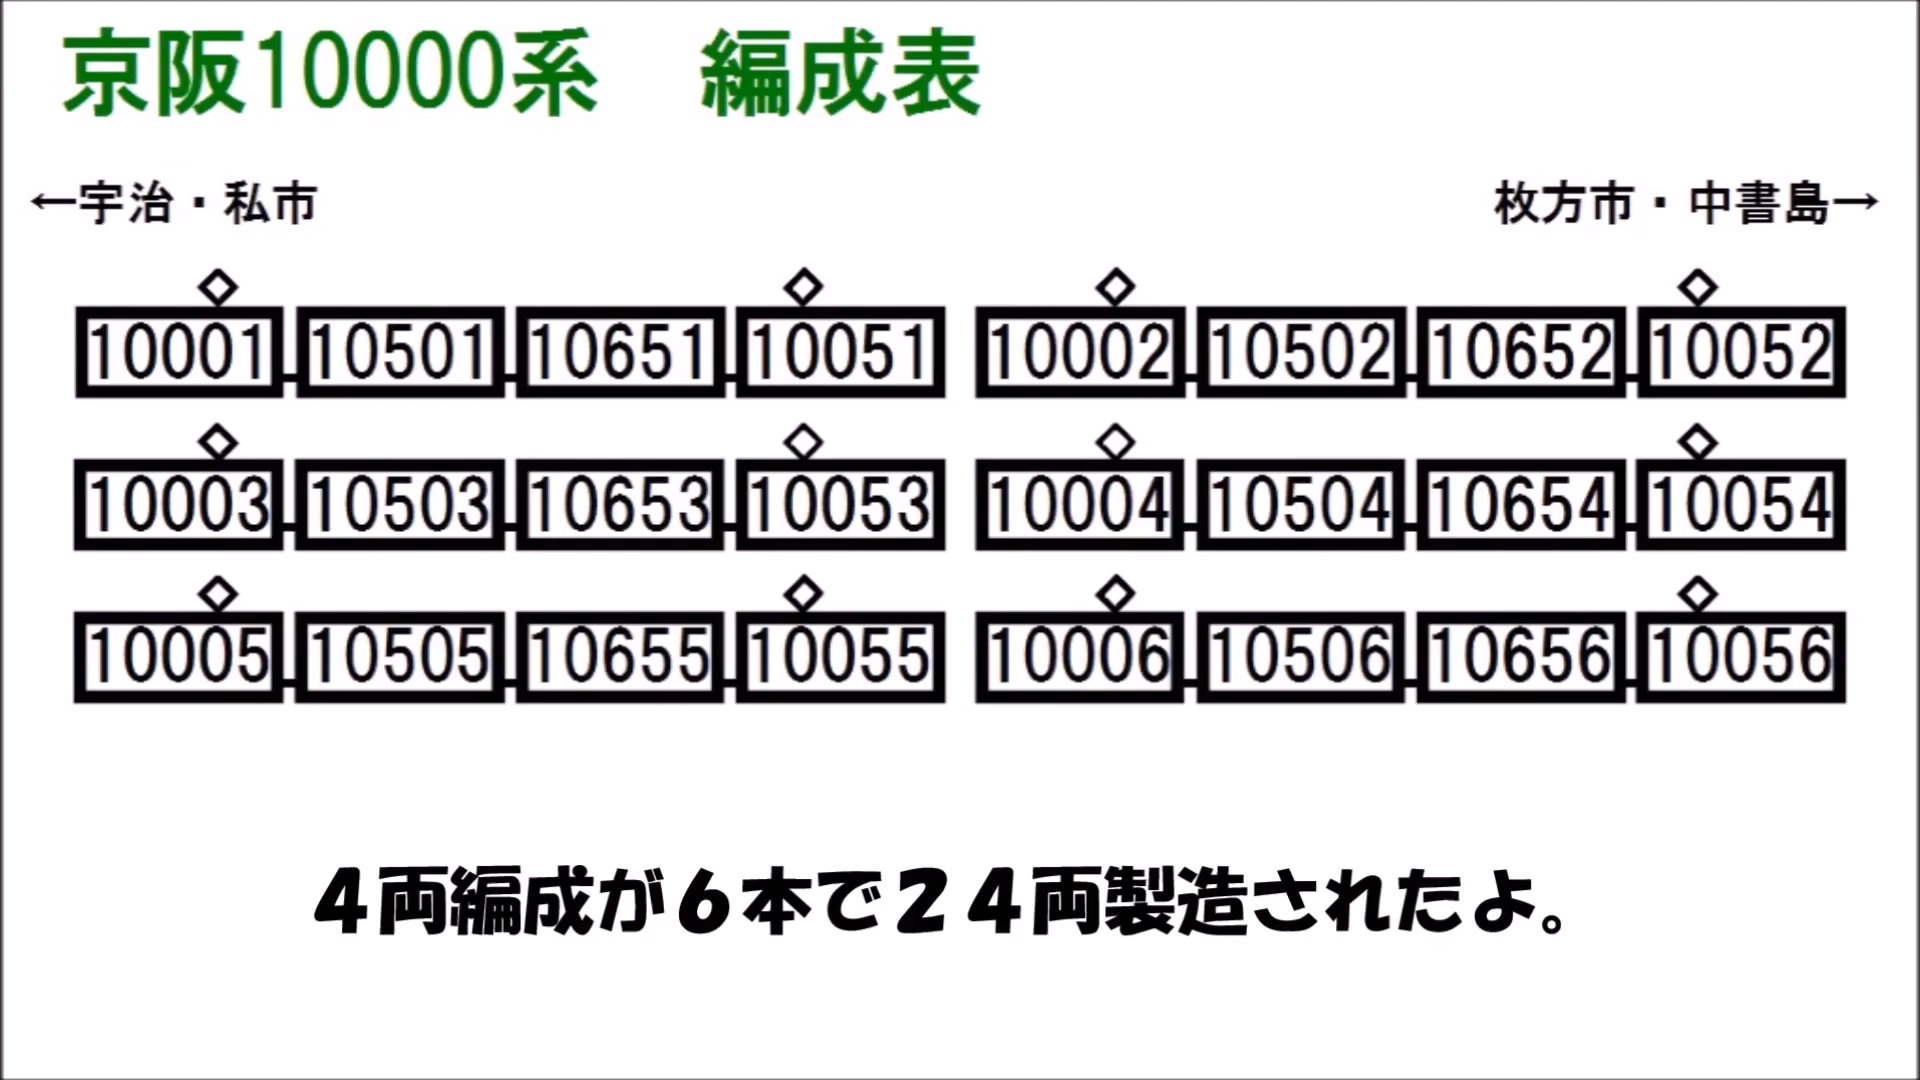 京阪10000系　編成表
←宇治・私市
枚方市・中書島→
10001 10501 10651 10051 10002 10502 10652 10052
10003 10503 10653 10053 10004 10504 10654 10054
10005 10505 10655 10055 10006 10506 10656 10056
４両編成が６本で２４両製造されたよ。